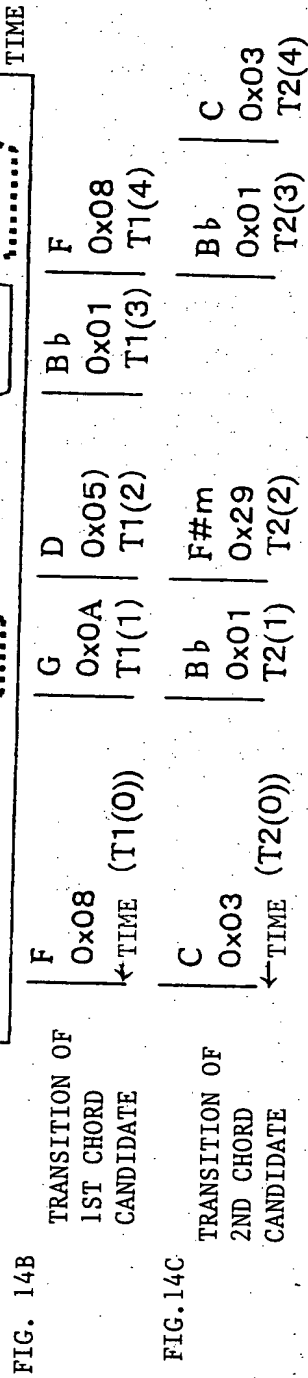 TIME
FIG. 14B
TRANSITION OF
1ST CHORD
CANDIDATE
F G D B♭ F
0x08 0x0A 0x05) 0x01 0x08
←TIME (T1(0)) T1(1) T1(2) T1(3) T1(4)
FIG.14C
TRANSITION OF
2ND CHORD
CANDIDATE
C B♭ F#m B♭ C
0x03 0x01 0x29 0x01 0x03
←TIME (T2(0)) T2(1) T2(2) T2(3) T2(4)